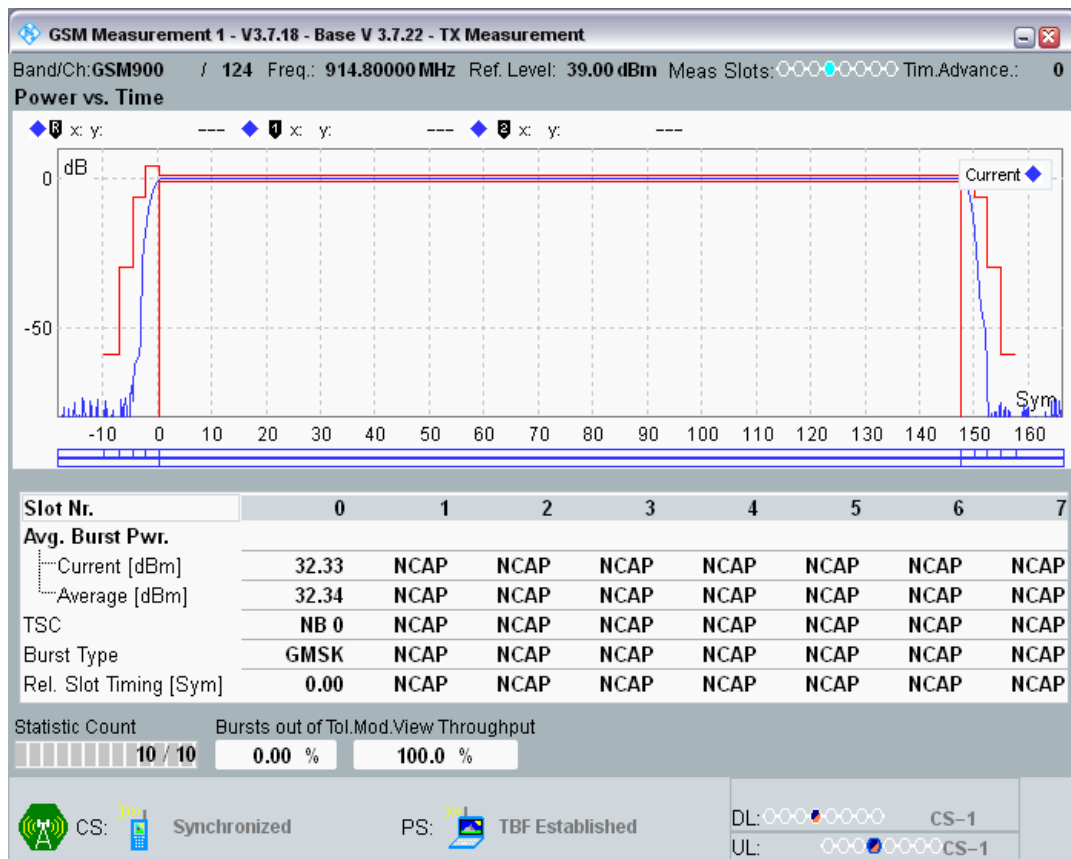 GSM Measurement 1 - V3.7.18 - Base V 3.7.22 - TX Measurement
Band/Ch:GSM900 / 124 Freq.: 914.80000 MHz Ref. Level: 39.00 dBm Meas Slots: Tim.Advance.: 0
Power vs. Time
R x: y: --- 1 x: y: --- 2 x: y: ---
dB
Current
0
-50
Sym
-10 0 10 20 30 40 50 60 70 80 90 100 110 120 130 140 150 160
Slot Nr. 0 1 2 3 4 5 6 7
Avg. Burst Pwr.
Current [dBm] 32.33 NCAP NCAP NCAP NCAP NCAP NCAP NCAP
Average [dBm] 32.34 NCAP NCAP NCAP NCAP NCAP NCAP NCAP
TSC NB 0 NCAP NCAP NCAP NCAP NCAP NCAP NCAP
Burst Type GMSK NCAP NCAP NCAP NCAP NCAP NCAP NCAP
Rel. Slot Timing [Sym] 0.00 NCAP NCAP NCAP NCAP NCAP NCAP NCAP
Statistic Count Bursts out of Tol.Mod.View Throughput
10 / 10 0.00 % 100.0 %
CS: Synchronized PS: TBF Established
DL: CS-1
UL: CS-1